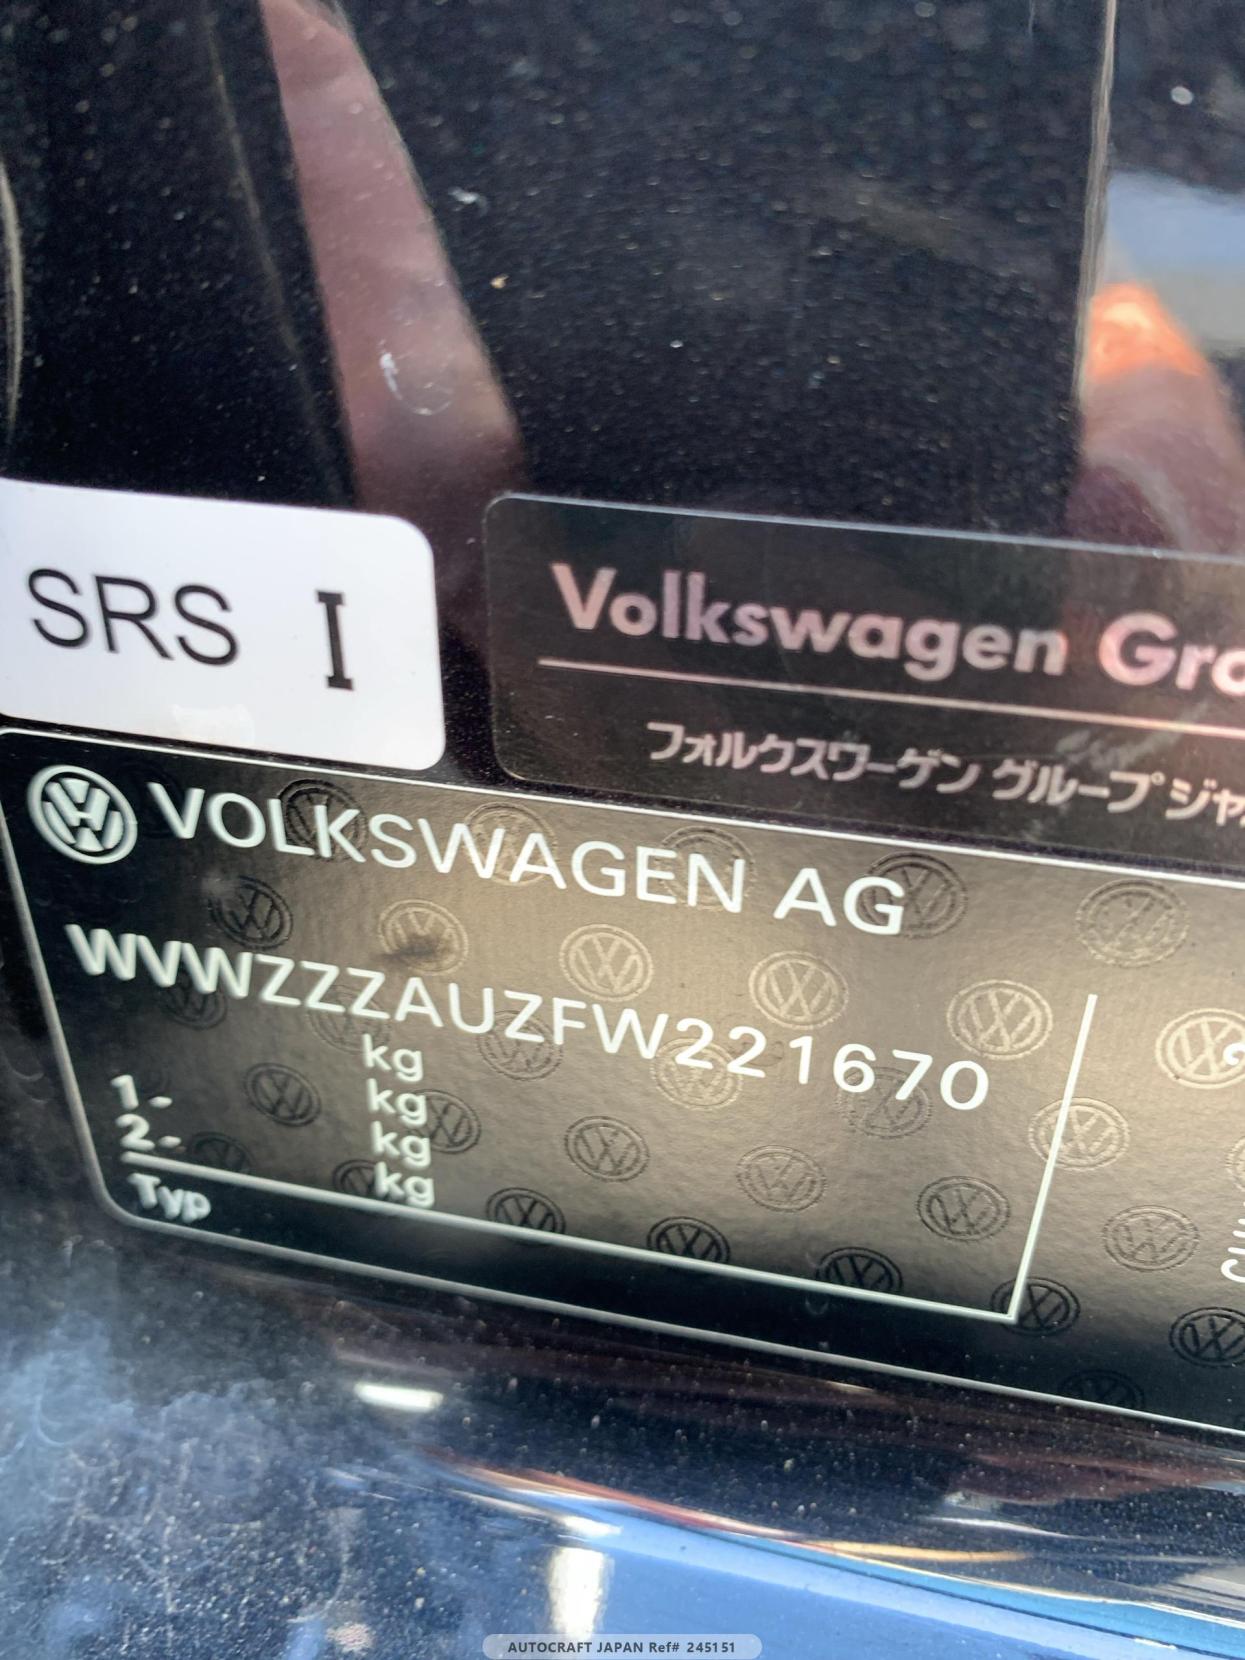 SRS I
Volkswagen Gro
フォルクスワーゲン グループ ジャ
VOLKSWAGEN AG
WVWZZZAUZFW221670
kg
1- kg
2- kg
kg
Typ
AUTOCRAFT JAPAN Ref# 245151